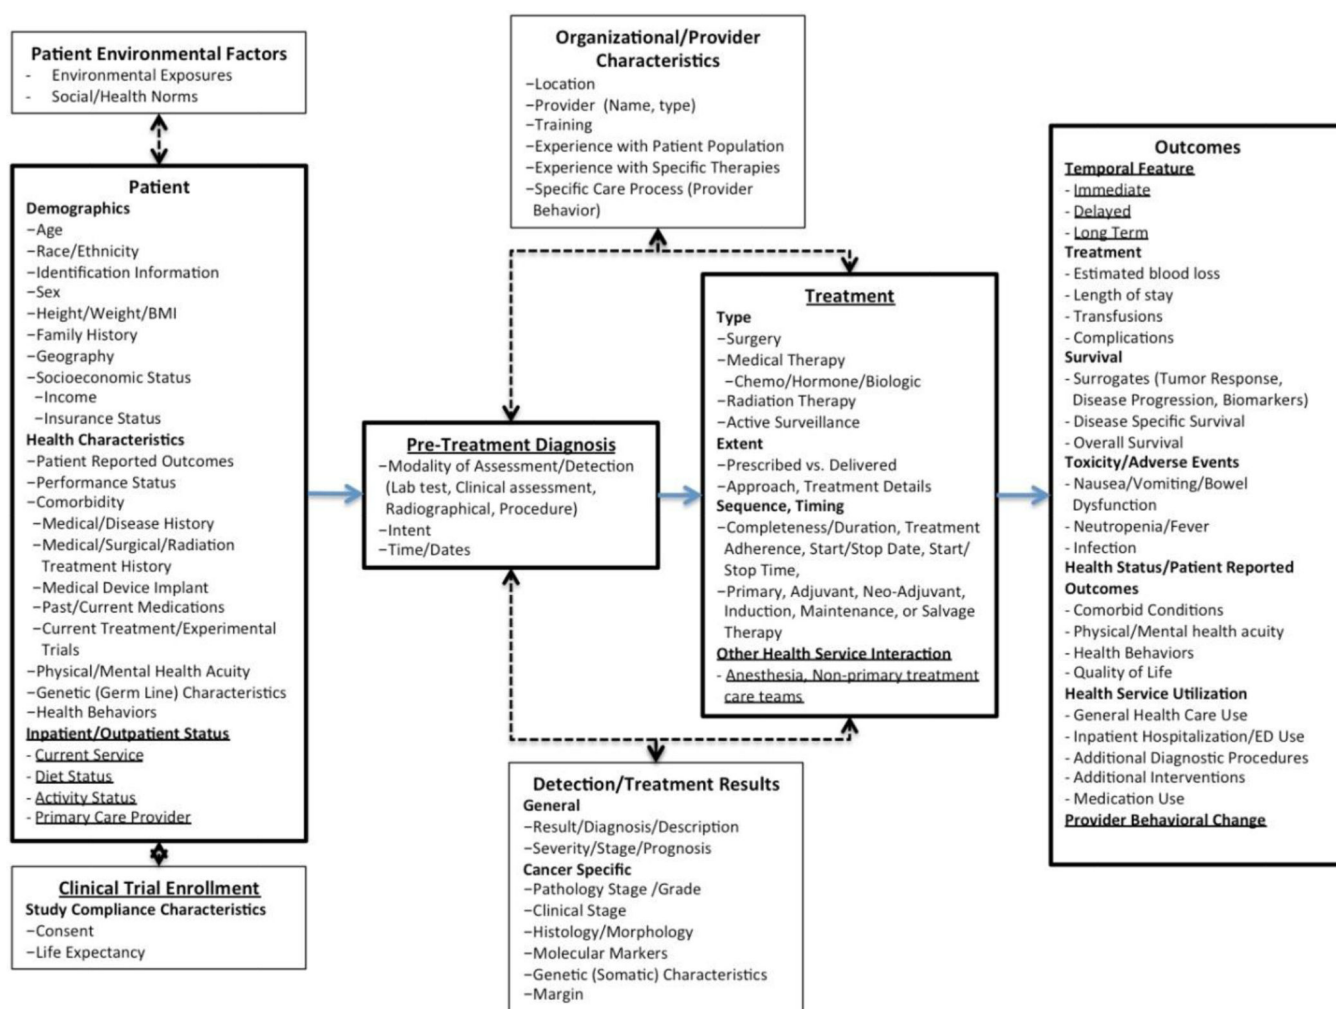 Patient Environmental Factors
- Environmental Exposures
- Social/Health Norms
Patient
Demographics
−Age
−Race/Ethnicity
−Identification Information
−Sex
−Height/Weight/BMI
−Family History
−Geography
−Socioeconomic Status
−Income
−Insurance Status
Health Characteristics
−Patient Reported Outcomes
−Performance Status
−Comorbidity
−Medical/Disease History
−Medical/Surgical/Radiation
Treatment History
−Medical Device Implant
−Past/Current Medications
−Current Treatment/Experimental
Trials
−Physical/Mental Health Acuity
−Genetic (Germ Line) Characteristics
−Health Behaviors
Inpatient/Outpatient Status
- Current Service
- Diet Status
- Activity Status
- Primary Care Provider
Clinical Trial Enrollment
Study Compliance Characteristics
−Consent
−Life Expectancy
Organizational/Provider
Characteristics
−Location
−Provider (Name, type)
−Training
−Experience with Patient Population
−Experience with Specific Therapies
−Specific Care Process (Provider
Behavior)
Pre-Treatment Diagnosis
−Modality of Assessment/Detection
(Lab test, Clinical assessment,
Radiographical, Procedure)
−Intent
−Time/Dates
Detection/Treatment Results
General
−Result/Diagnosis/Description
−Severity/Stage/Prognosis
Cancer Specific
−Pathology Stage /Grade
−Clinical Stage
−Histology/Morphology
−Molecular Markers
−Genetic (Somatic) Characteristics
−Margin
Treatment
Type
−Surgery
−Medical Therapy
−Chemo/Hormone/Biologic
−Radiation Therapy
−Active Surveillance
Extent
−Prescribed vs. Delivered
−Approach, Treatment Details
Sequence, Timing
−Completeness/Duration, Treatment
Adherence, Start/Stop Date, Start/
Stop Time,
−Primary, Adjuvant, Neo-Adjuvant,
Induction, Maintenance, or Salvage
Therapy
Other Health Service Interaction
- Anesthesia, Non-primary treatment
care teams
Outcomes
Temporal Feature
- Immediate
- Delayed
- Long Term
Treatment
- Estimated blood loss
- Length of stay
- Transfusions
- Complications
Survival
- Surrogates (Tumor Response,
Disease Progression, Biomarkers)
- Disease Specific Survival
- Overall Survival
Toxicity/Adverse Events
- Nausea/Vomiting/Bowel
Dysfunction
- Neutropenia/Fever
- Infection
Health Status/Patient Reported
Outcomes
- Comorbid Conditions
- Physical/Mental health acuity
- Health Behaviors
- Quality of Life
Health Service Utilization
- General Health Care Use
- Inpatient Hospitalization/ED Use
- Additional Diagnostic Procedures
- Additional Interventions
- Medication Use
Provider Behavioral Change